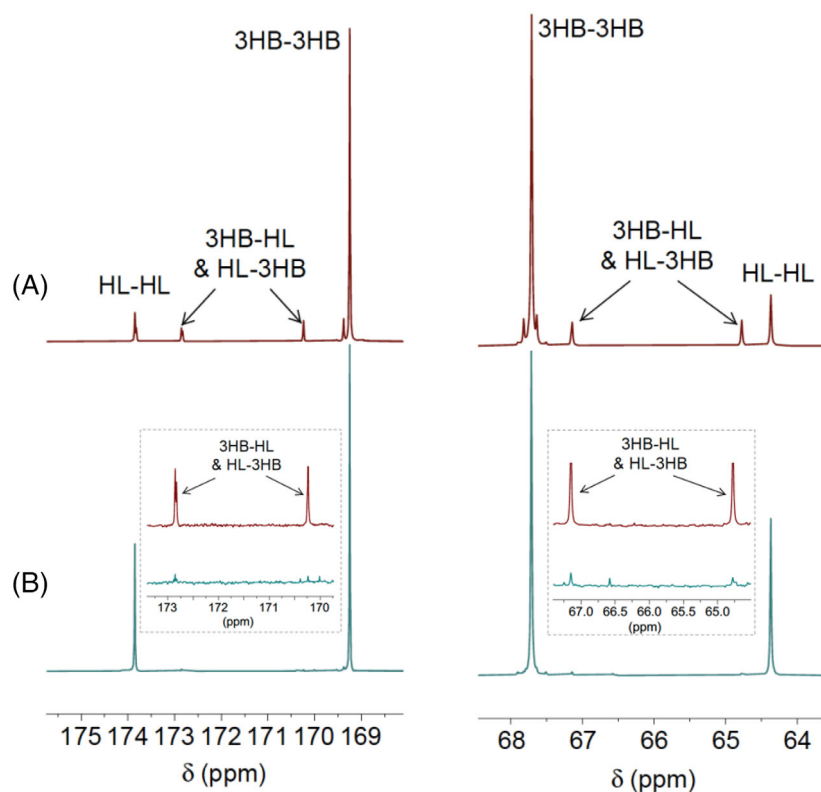 3HB-3HB
3HB-HL
& HL-3HB
HL-HL
(A)
3HB-3HB
3HB-HL
& HL-3HB
HL-HL
3HB-HL
& HL-3HB
173 172 171 170
(ppm)
(B)
3HB-HL
& HL-3HB
67.0 66.5 66.0 65.5 65.0
(ppm)
175 174 173 172 171 170 169
δ (ppm)
68 67 66 65 64
δ (ppm)